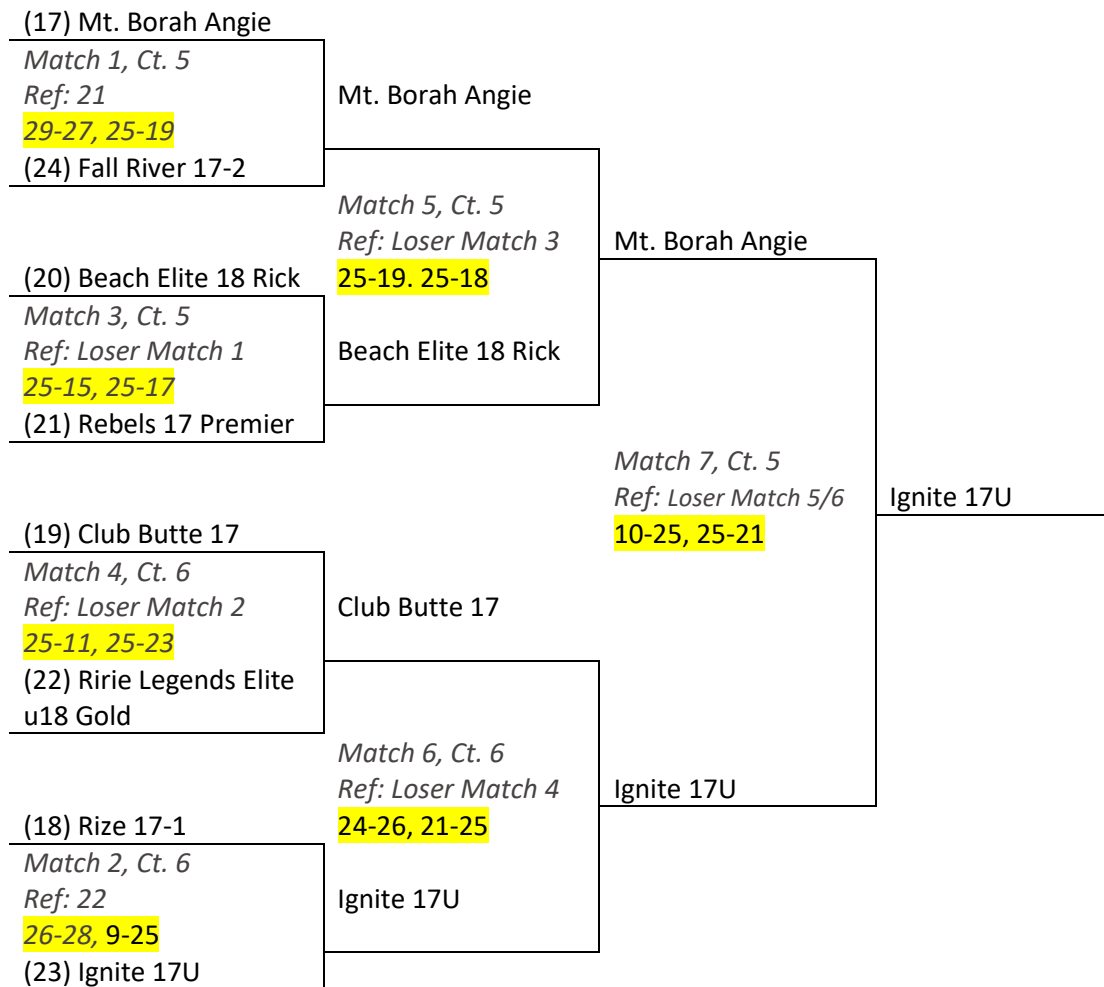 (17) Mt. Borah Angie
Match 1, Ct. 5
Ref: 21
29-27, 25-19
(24) Fall River 17-2
Mt. Borah Angie
Match 5, Ct. 5
Ref: Loser Match 3
25-19. 25-18
Mt. Borah Angie
(20) Beach Elite 18 Rick
Match 3, Ct. 5
Ref: Loser Match 1
25-15, 25-17
(21) Rebels 17 Premier
Beach Elite 18 Rick
Match 7, Ct. 5
Ref: Loser Match 5/6
10-25, 25-21
Ignite 17U
(19) Club Butte 17
Match 4, Ct. 6
Ref: Loser Match 2
25-11, 25-23
(22) Ririe Legends Elite
u18 Gold
Club Butte 17
Match 6, Ct. 6
Ref: Loser Match 4
24-26, 21-25
Ignite 17U
(18) Rize 17-1
Match 2, Ct. 6
Ref: 22
26-28, 9-25
(23) Ignite 17U
Ignite 17U